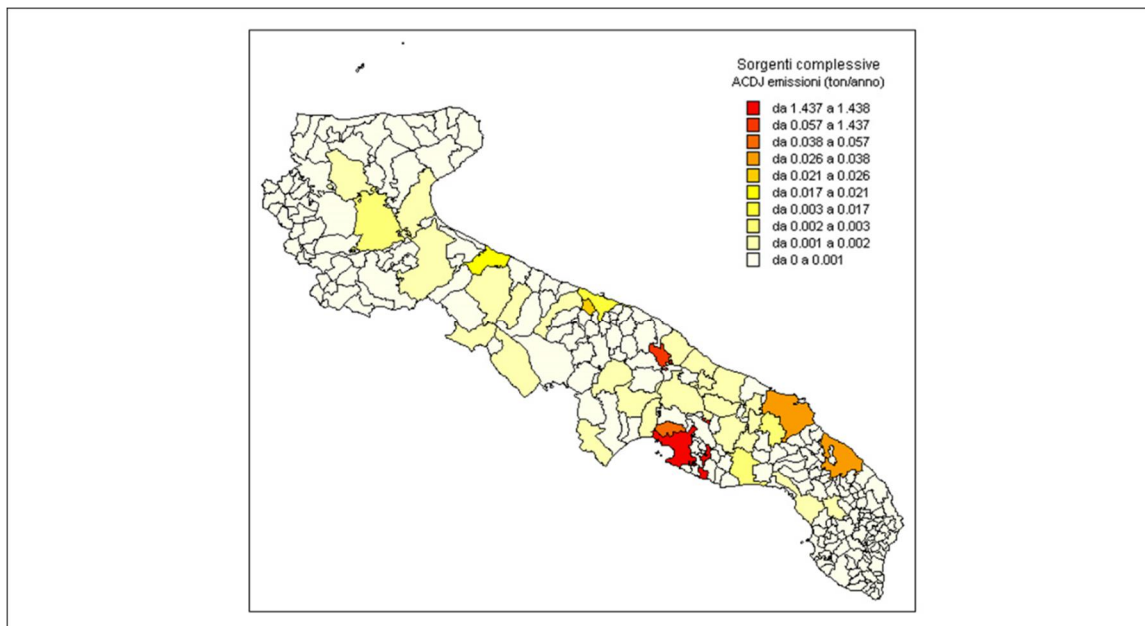 Sorgenti complessive
ACDJ emissioni (ton/anno)
da 1.437 a 1.438
da 0.057 a 1.437
da 0.038 a 0.057
da 0.026 a 0.038
da 0.021 a 0.026
da 0.017 a 0.021
da 0.003 a 0.017
da 0.002 a 0.003
da 0.001 a 0.002
da 0 a 0.001